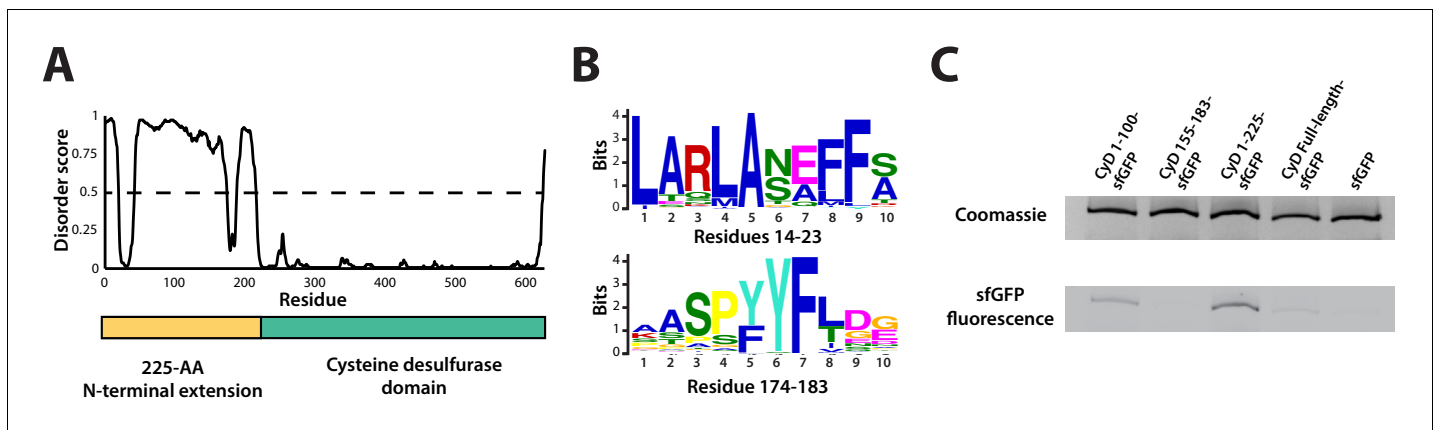 A
Disorder score
1
0.75
0.5
0.25
0
0 100 200 300 400 500 600
Residue
225-AA
N-terminal extension
Cysteine desulfurase
domain
B
Bits
4
3
2
1
0
LARLANEFFS
1 2 3 4 5 6 7 8 9 10
Residues 14-23
Bits
4
3
2
1
0
AASPYYFLDG
1 2 3 4 5 6 7 8 9 10
Residue 174-183
C
CyD 1-100-
sfGFP
CyD 155-183-
sfGFP
CyD 1-225-
sfGFP
CyD Full-length-
sfGFP
sfGFP
Coomassie
sfGFP
fluorescence